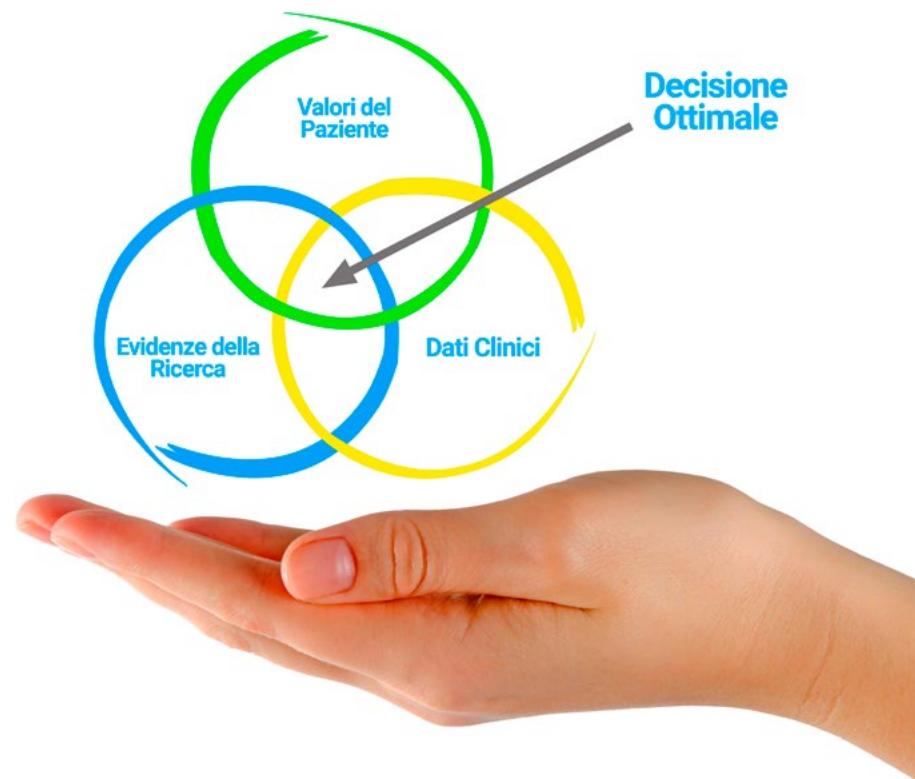 Valori del
Paziente
Decisione
Ottimale
Evidenze della
Ricerca
Dati Clinici